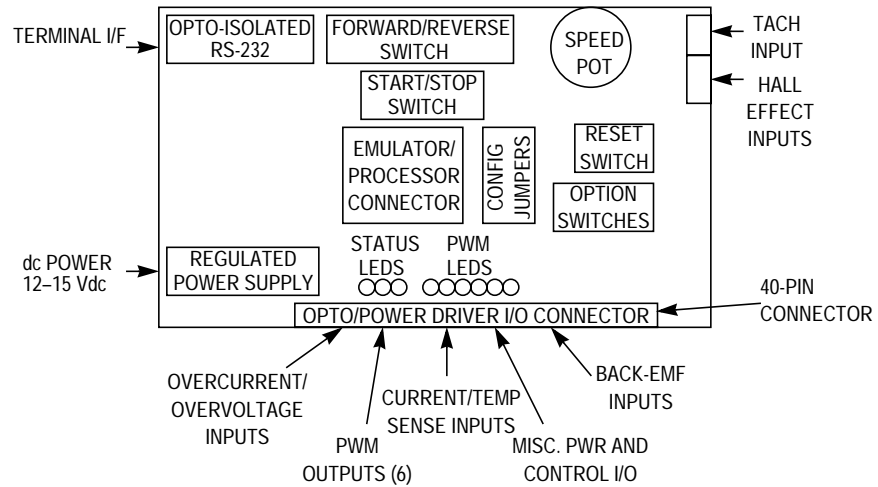 TERMINAL I/F
OPTO-ISOLATED
RS-232
FORWARD/REVERSE
SWITCH
SPEED
POT
TACH
INPUT
START/STOP
SWITCH
HALL
EFFECT
INPUTS
EMULATOR/
PROCESSOR
CONNECTOR
CONFIG
JUMPERS
RESET
SWITCH
OPTION
SWITCHES
dc POWER
12–15 Vdc
REGULATED
POWER SUPPLY
STATUS
LEDS
PWM
LEDS
40-PIN
CONNECTOR
OPTO/POWER DRIVER I/O CONNECTOR
OVERCURRENT/
OVERVOLTAGE
INPUTS
PWM
OUTPUTS (6)
CURRENT/TEMP
SENSE INPUTS
MISC. PWR AND
CONTROL I/O
BACK-EMF
INPUTS